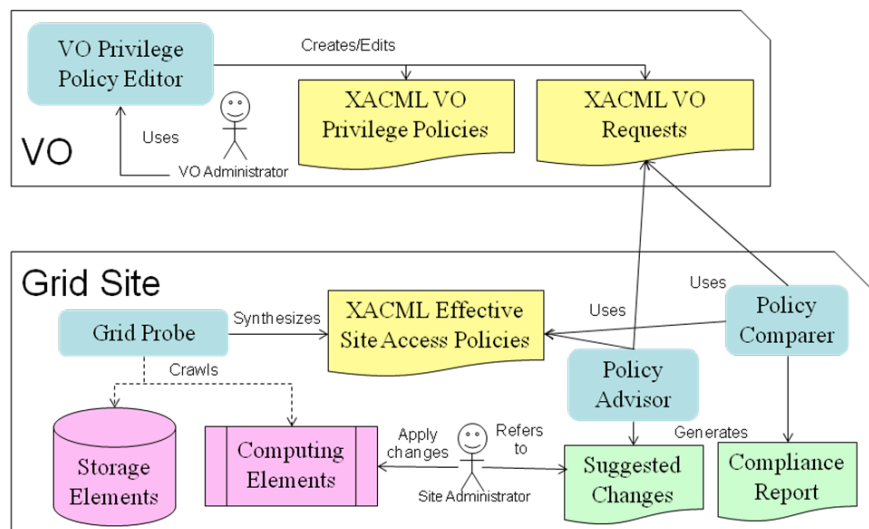 VO Privilege
Policy Editor
Creates/Edits
XACML VO
Privilege Policies
XACML VO
Requests
Uses
VO
VO Administrator
Grid Site
Grid Probe
Synthesizes
XACML Effective
Site Access Policies
Uses
Uses
Policy
Comparer
Crawls
Policy
Advisor
Storage
Elements
Computing
Elements
Apply
changes
Refers
to
Site Administrator
Generates
Suggested
Changes
Compliance
Report